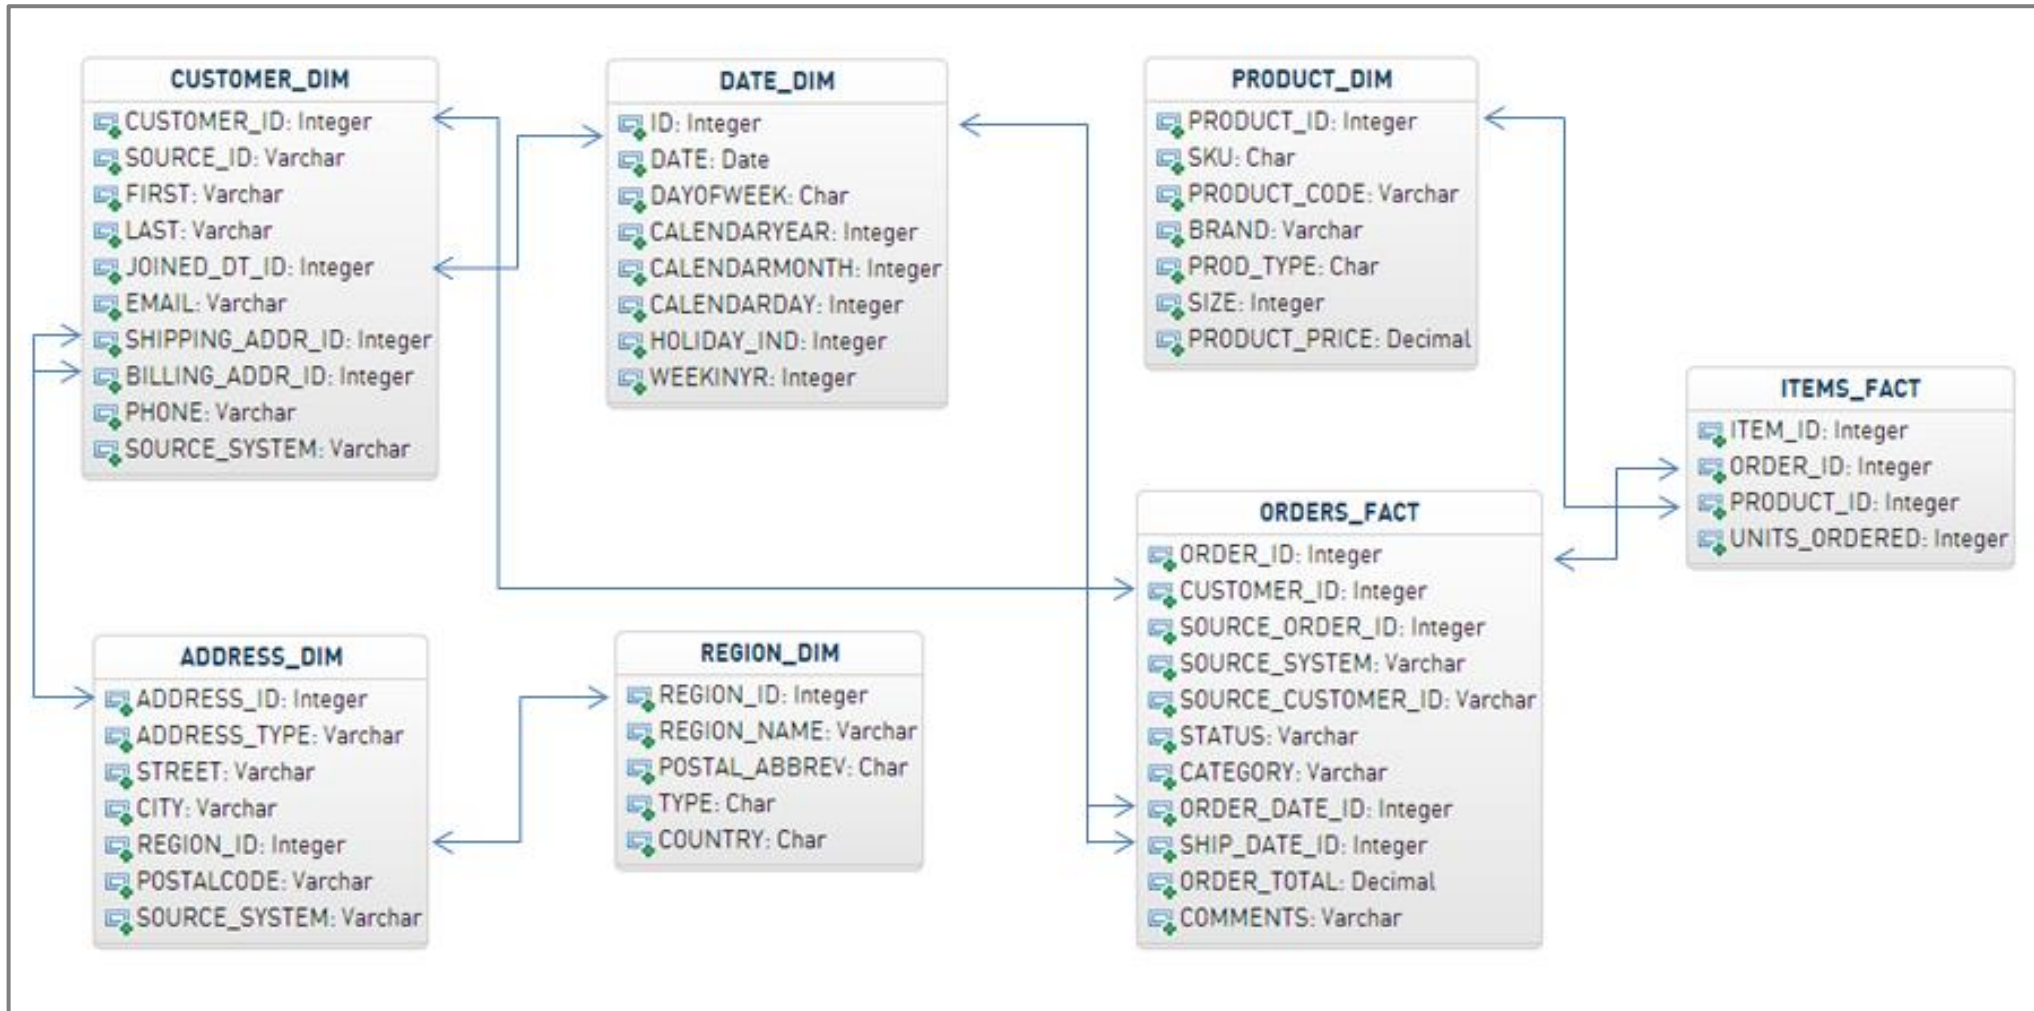 CUSTOMER_DIM
CUSTOMER_ID: Integer
SOURCE_ID: Varchar
FIRST: Varchar
LAST: Varchar
JOINED_DT_ID: Integer
EMAIL: Varchar
SHIPPING_ADDR_ID: Integer
BILLING_ADDR_ID: Integer
PHONE: Varchar
SOURCE_SYSTEM: Varchar
DATE_DIM
ID: Integer
DATE: Date
DAYOFWEEK: Char
CALENDARYEAR: Integer
CALENDARMONTH: Integer
CALENDARDAY: Integer
HOLIDAY_IND: Integer
WEEKINYR: Integer
PRODUCT_DIM
PRODUCT_ID: Integer
SKU: Char
PRODUCT_CODE: Varchar
BRAND: Varchar
PROD_TYPE: Char
SIZE: Integer
PRODUCT_PRICE: Decimal
ITEMS_FACT
ITEM_ID: Integer
ORDER_ID: Integer
PRODUCT_ID: Integer
UNITS_ORDERED: Integer
ORDERS_FACT
ORDER_ID: Integer
CUSTOMER_ID: Integer
SOURCE_ORDER_ID: Integer
SOURCE_SYSTEM: Varchar
SOURCE_CUSTOMER_ID: Varchar
STATUS: Varchar
CATEGORY: Varchar
ORDER_DATE_ID: Integer
SHIP_DATE_ID: Integer
ORDER_TOTAL: Decimal
COMMENTS: Varchar
ADDRESS_DIM
ADDRESS_ID: Integer
ADDRESS_TYPE: Varchar
STREET: Varchar
CITY: Varchar
REGION_ID: Integer
POSTALCODE: Varchar
SOURCE_SYSTEM: Varchar
REGION_DIM
REGION_ID: Integer
REGION_NAME: Varchar
POSTAL_ABBREV: Char
TYPE: Char
COUNTRY: Char